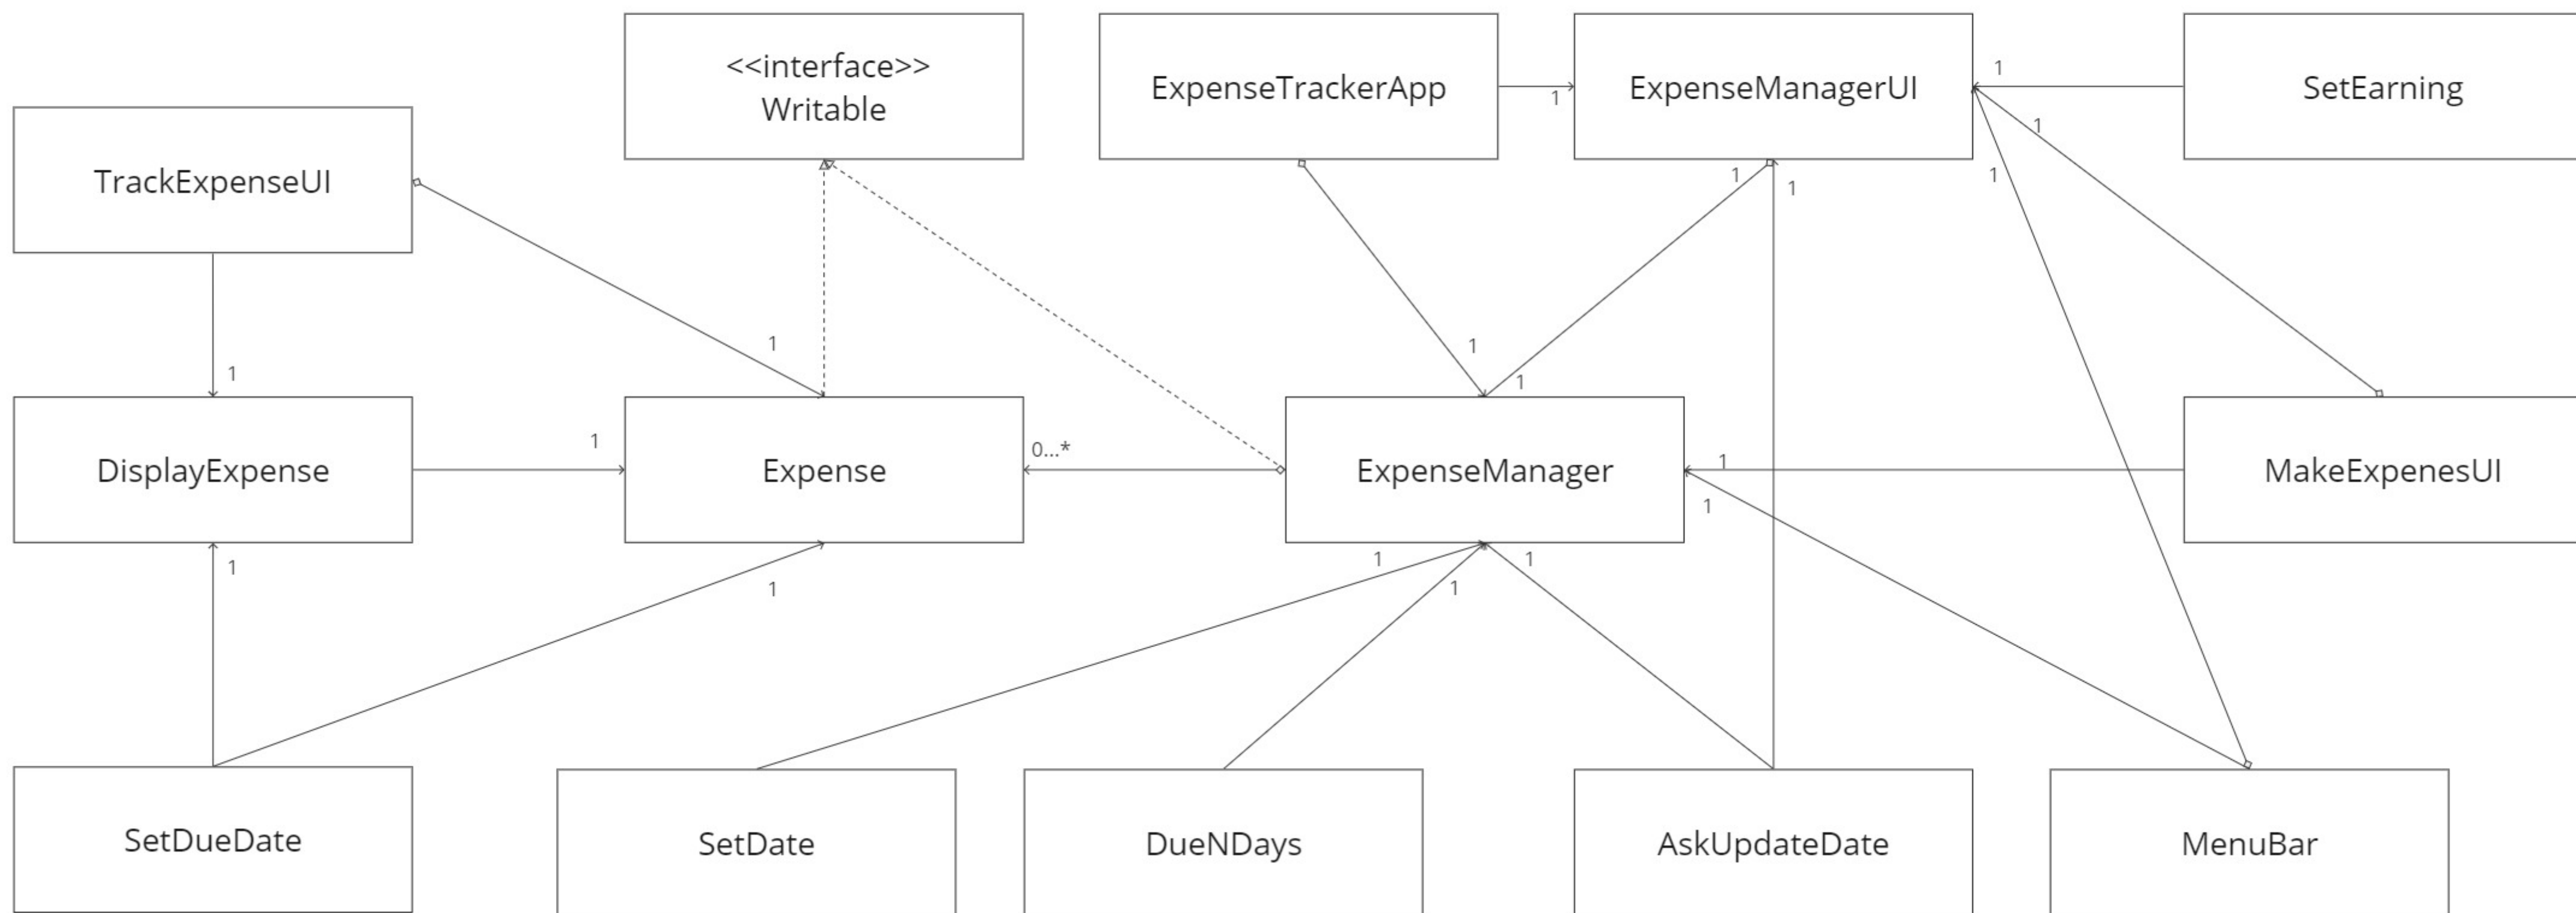 <<interface>>
Writable
ExpenseTrackerApp
1
ExpenseManagerUI
1
SetEarning
1
TrackExpenseUI
1
1
1
1
1
1
1
DisplayExpense
1
Expense
0...*
ExpenseManager
1
1
MakeExpenesUI
1
1
1
1
1
SetDueDate
SetDate
DueNDays
AskUpdateDate
MenuBar